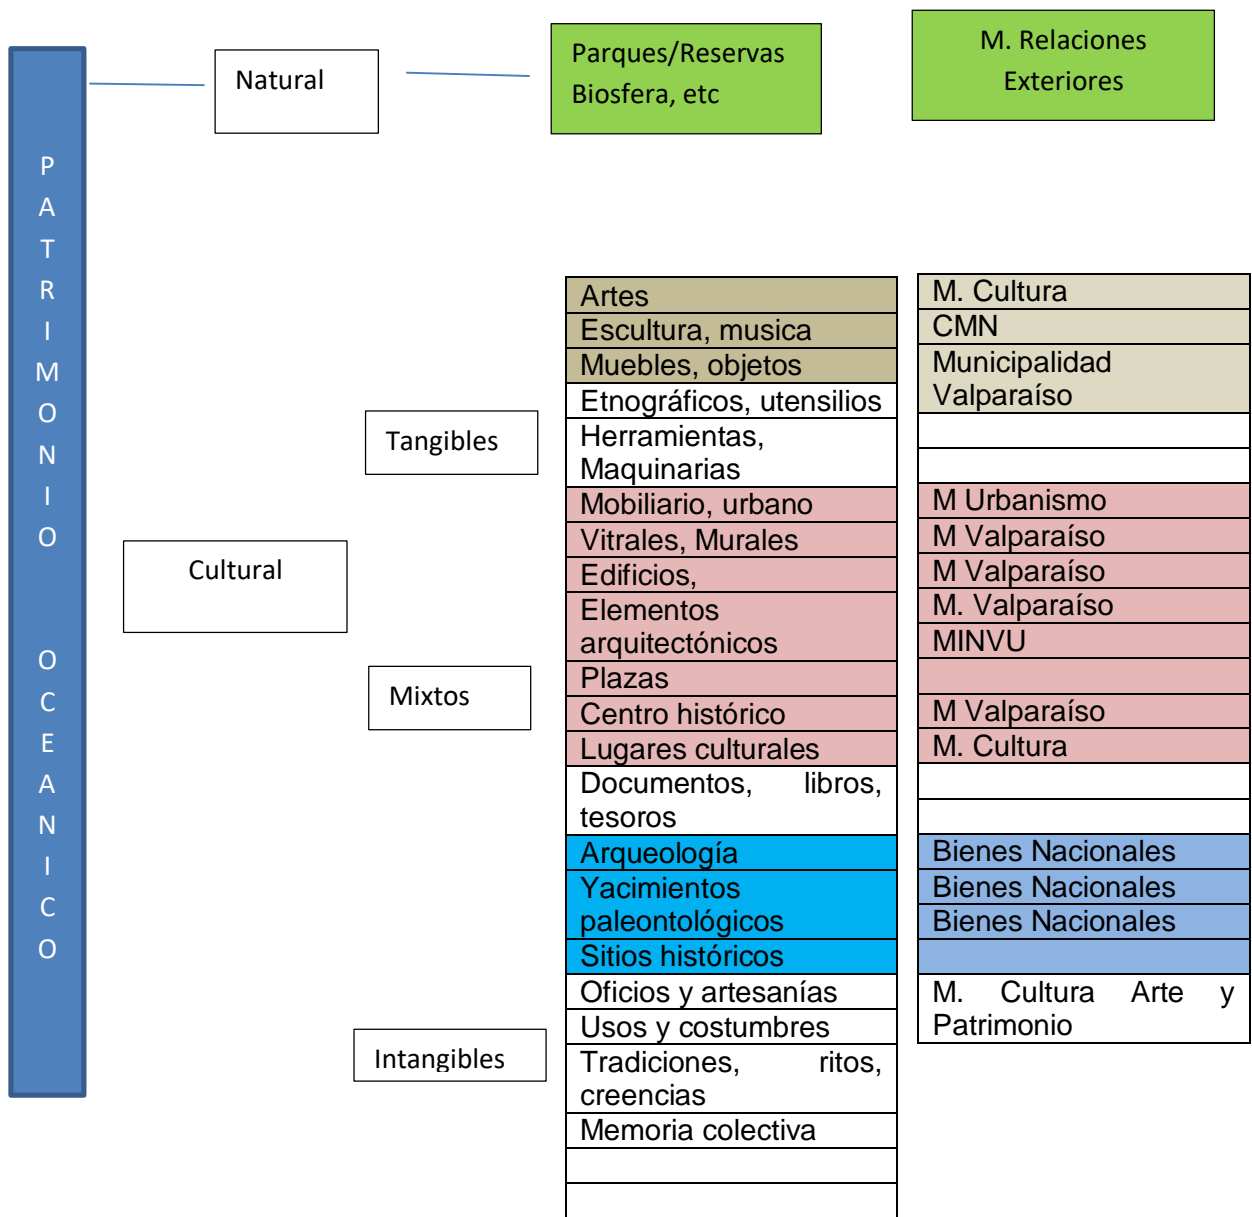 PATRIMONIO OCEANICO
Natural
Parques/Reservas
Biosfera, etc
M. Relaciones
Exteriores
Cultural
Tangibles
Mixtos
Intangibles
Artes
Escultura, musica
Muebles, objetos
Etnográficos, utensilios
Herramientas,
Maquinarias
Mobiliario, urbano
Vitrales, Murales
Edificios,
Elementos
arquitectónicos
Plazas
Centro histórico
Lugares culturales
Documentos, libros,
tesoros
Arqueología
Yacimientos
paleontológicos
Sitios históricos
Oficios y artesanías
Usos y costumbres
Tradiciones, ritos,
creencias
Memoria colectiva
M. Cultura
CMN
Municipalidad
Valparaíso
M Urbanismo
M Valparaíso
M Valparaíso
M. Valparaíso
MINVU
M Valparaíso
M. Cultura
Bienes Nacionales
Bienes Nacionales
Bienes Nacionales
M. Cultura Arte y
Patrimonio